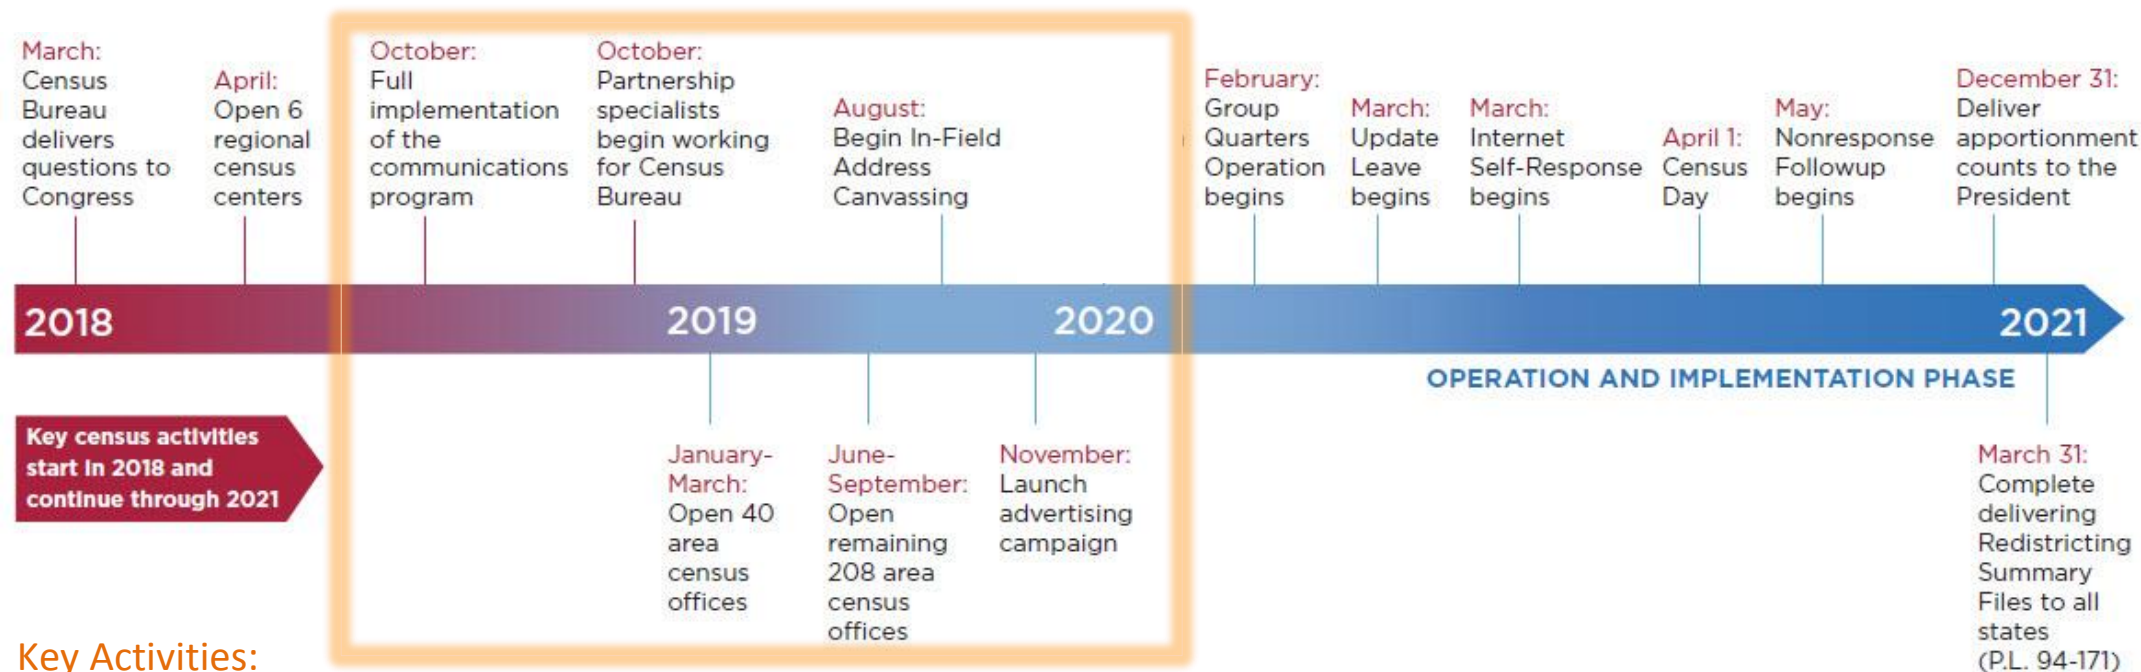 March:
Census
Bureau
delivers
questions to
Congress
April:
Open 6
regional
census
centers
October:
Full
implementation
of the
communications
program
October:
Partnership
specialists
begin working
for Census
Bureau
August:
Begin In-Field
Address
Canvassing
February:
Group
Quarters
Operation
begins
March:
Update
Leave
begins
March:
Internet
Self-Response
begins
April 1:
Census
Day
May:
Nonresponse
Followup
begins
December 31:
Deliver
apportionment
counts to the
President
2018
2019
2020
2021
OPERATION AND IMPLEMENTATION PHASE
Key census activities
start in 2018 and
continue through 2021
January-
March:
Open 40
area
census
offices
June-
September:
Open
remaining
208 area
census
offices
November:
Launch
advertising
campaign
March 31:
Complete
delivering
Redistricting
Summary
Files to all
states
(P.L. 94-171)
Key Activities: